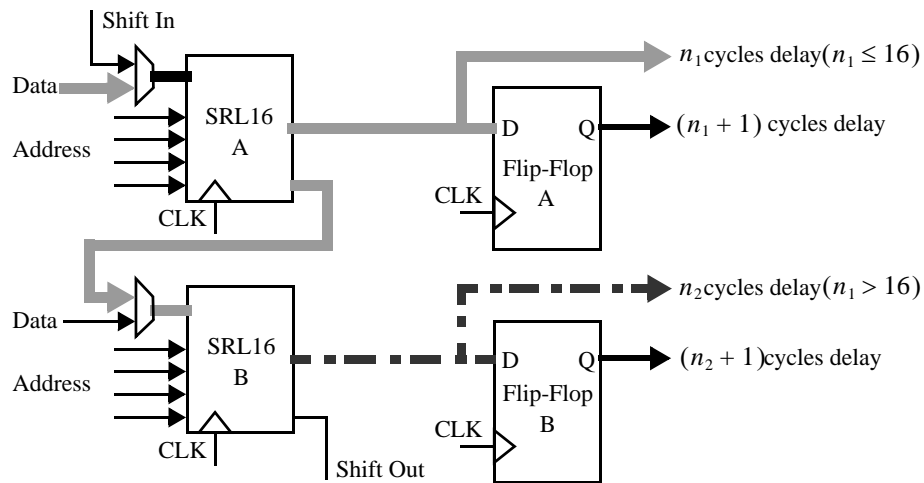 Shift In
Data
Address
SRL16
A
CLK
n₁ cycles delay(n₁ ≤ 16)
D Q
Flip-Flop
A
CLK
(n₁ + 1) cycles delay
Data
Address
SRL16
B
CLK
Shift Out
n₂ cycles delay(n₁ > 16)
D Q
Flip-Flop
B
CLK
(n₂ + 1)cycles delay